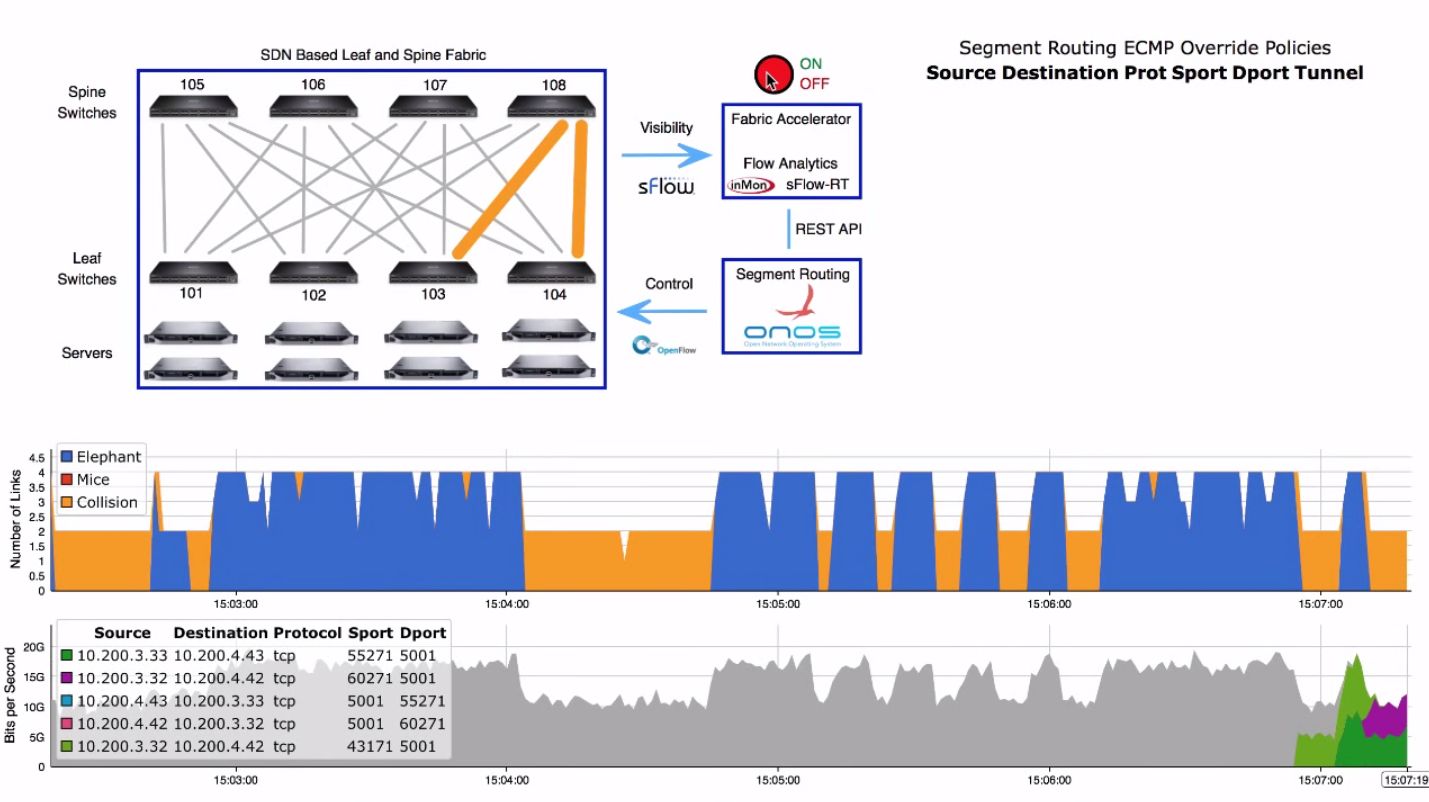 SDN Based Leaf and Spine Fabric
Spine
Switches
105 106 107 108
Leaf
Switches
101 102 103 104
Servers
Visibility
sFlow
Control
OpenFlow
ON
OFF
Fabric Accelerator
Flow Analytics
inMon sFlow-RT
REST API
Segment Routing
onos
Open Network Operating System
Segment Routing ECMP Override Policies
Source Destination Prot Sport Dport Tunnel
Number of Links
4.5
4
3.5
3
2.5
2
1.5
1
0.5
0
Elephant
Mice
Collision
15:03:00 15:04:00 15:05:00 15:06:00 15:07:00
Bits per Second
20G
15G
10G
5G
0
Source Destination Protocol Sport Dport
10.200.3.33 10.200.4.43 tcp 55271 5001
10.200.3.32 10.200.4.42 tcp 60271 5001
10.200.4.43 10.200.3.33 tcp 5001 55271
10.200.4.42 10.200.3.32 tcp 5001 60271
10.200.3.32 10.200.4.42 tcp 43171 5001
15:03:00 15:04:00 15:05:00 15:06:00 15:07:00 15:07:19